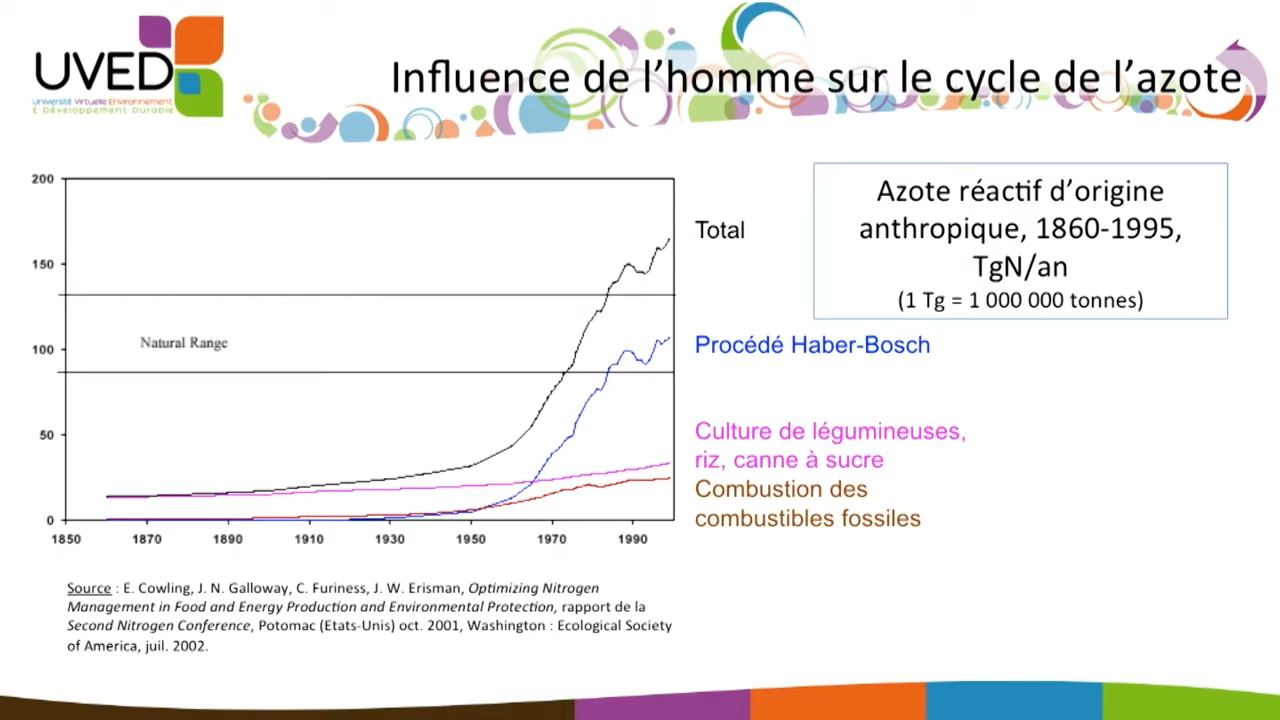 UVED
Université Virtuelle Environnement
& Développement Durable
Influence de l'homme sur le cycle de l'azote
200
150
100
50
0
Natural Range
1850 1870 1890 1910 1930 1950 1970 1990
Total
Procédé Haber-Bosch
Culture de légumineuses,
riz, canne à sucre
Combustion des
combustibles fossiles
Azote réactif d'origine
anthropique, 1860-1995,
TgN/an
(1 Tg = 1 000 000 tonnes)
Source : E. Cowling, J. N. Galloway, C. Furiness, J. W. Erisman, Optimizing Nitrogen
Management in Food and Energy Production and Environmental Protection, rapport de la
Second Nitrogen Conference, Potomac (Etats-Unis) oct. 2001, Washington : Ecological Society
of America, juil. 2002.